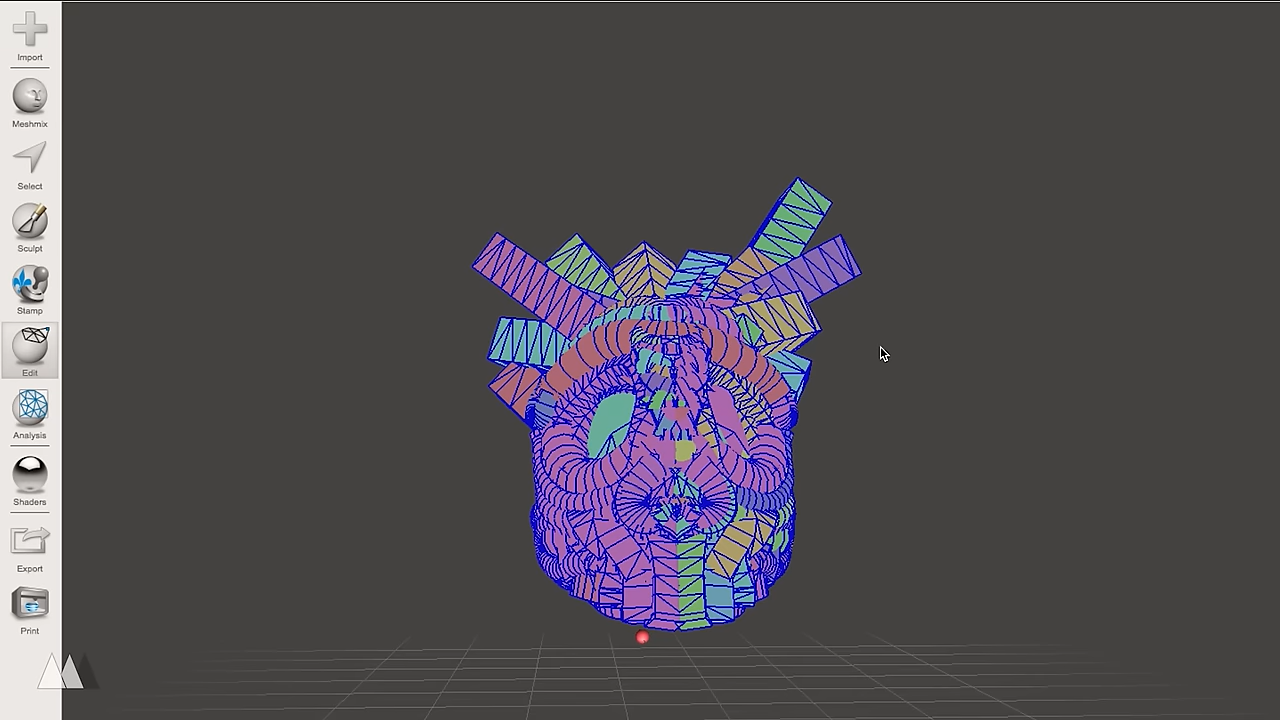 Import
Meshmix
Select
Sculpt
Stamp
Edit
Analysis
Shaders
Export
Print